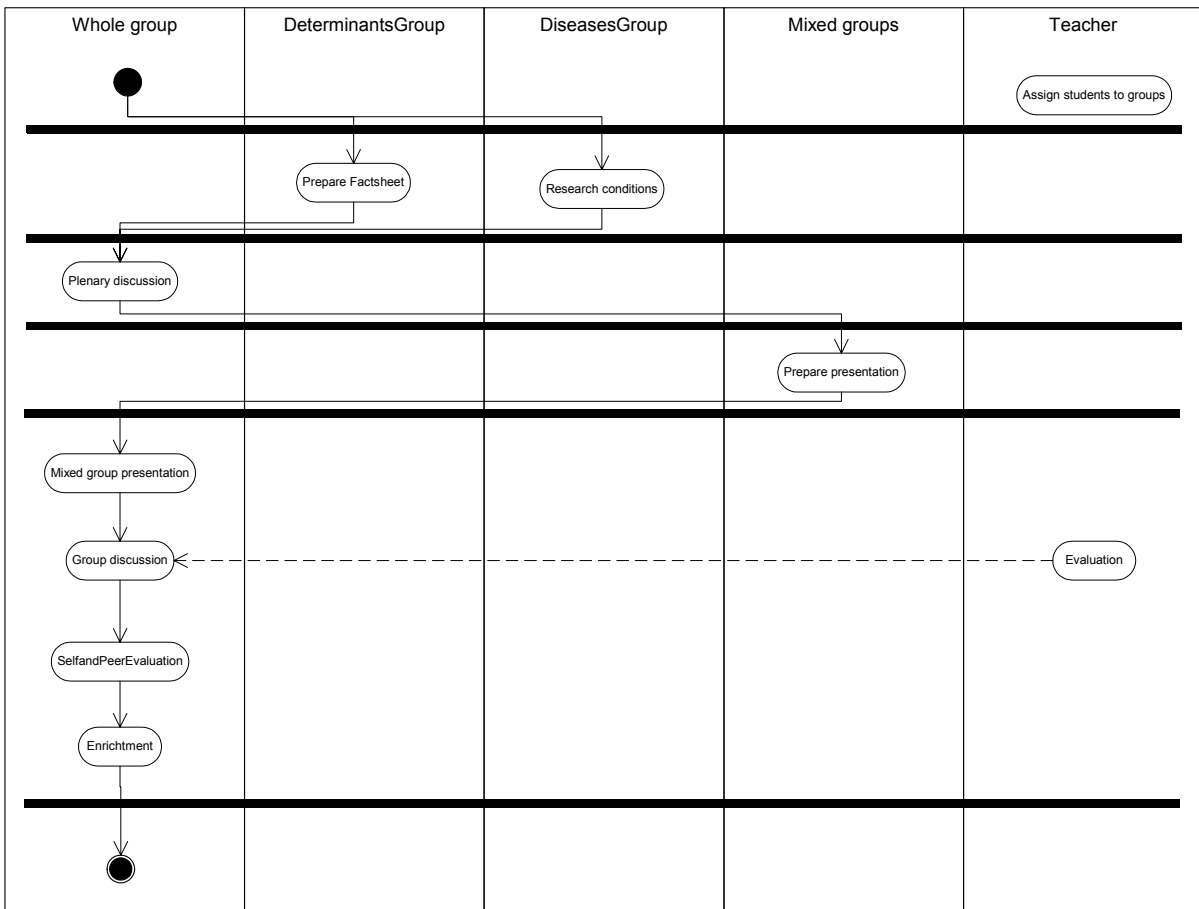 Whole group
DeterminantsGroup
DiseasesGroup
Mixed groups
Teacher
Assign students to groups
Prepare Factsheet
Research conditions
Plenary discussion
Prepare presentation
Mixed group presentation
Group discussion
Evaluation
SelfandPeerEvaluation
Enrichtment